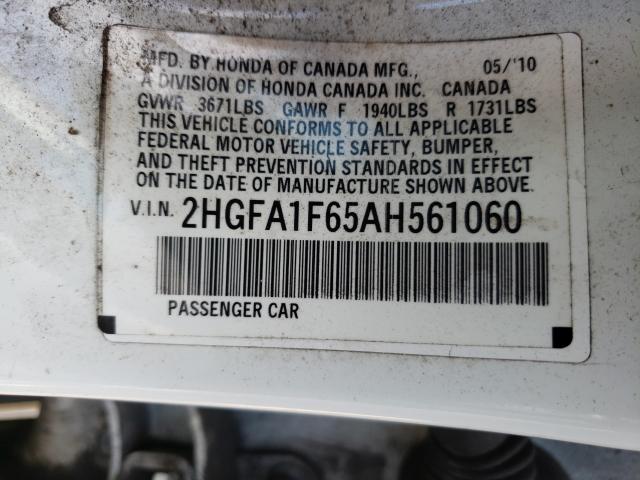 MFD. BY HONDA OF CANADA MFG., 05/'10
A DIVISION OF HONDA CANADA INC. CANADA
GVWR 3671LBS GAWR F 1940LBS R 1731LBS
THIS VEHICLE CONFORMS TO ALL APPLICABLE
FEDERAL MOTOR VEHICLE SAFETY, BUMPER,
AND THEFT PREVENTION STANDARDS IN EFFECT
ON THE DATE OF MANUFACTURE SHOWN ABOVE.
V.I.N. 2HGFA1F65AH561060
PASSENGER CAR